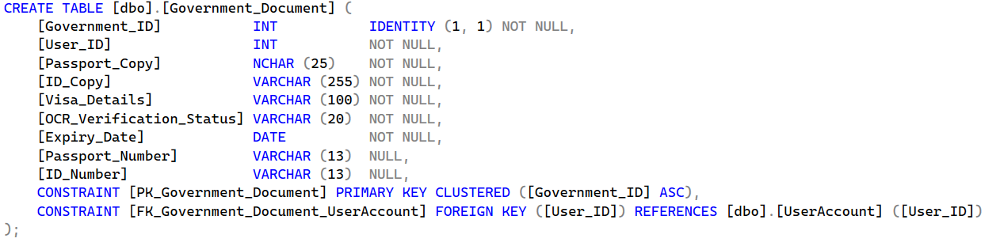 CREATE TABLE [dbo].[Government_Document] (
    [Government_ID]           INT           IDENTITY (1, 1) NOT NULL,
    [User_ID]                 INT           NOT NULL,
    [Passport_Copy]           NCHAR (25)    NOT NULL,
    [ID_Copy]                 VARCHAR (255) NOT NULL,
    [Visa_Details]            VARCHAR (100) NOT NULL,
    [OCR_Verification_Status] VARCHAR (20)  NOT NULL,
    [Expiry_Date]             DATE          NOT NULL,
    [Passport_Number]         VARCHAR (13)  NULL,
    [ID_Number]               VARCHAR (13)  NULL,
    CONSTRAINT [PK_Government_Document] PRIMARY KEY CLUSTERED ([Government_ID] ASC),
    CONSTRAINT [FK_Government_Document_UserAccount] FOREIGN KEY ([User_ID]) REFERENCES [dbo].[UserAccount] ([User_ID])
);